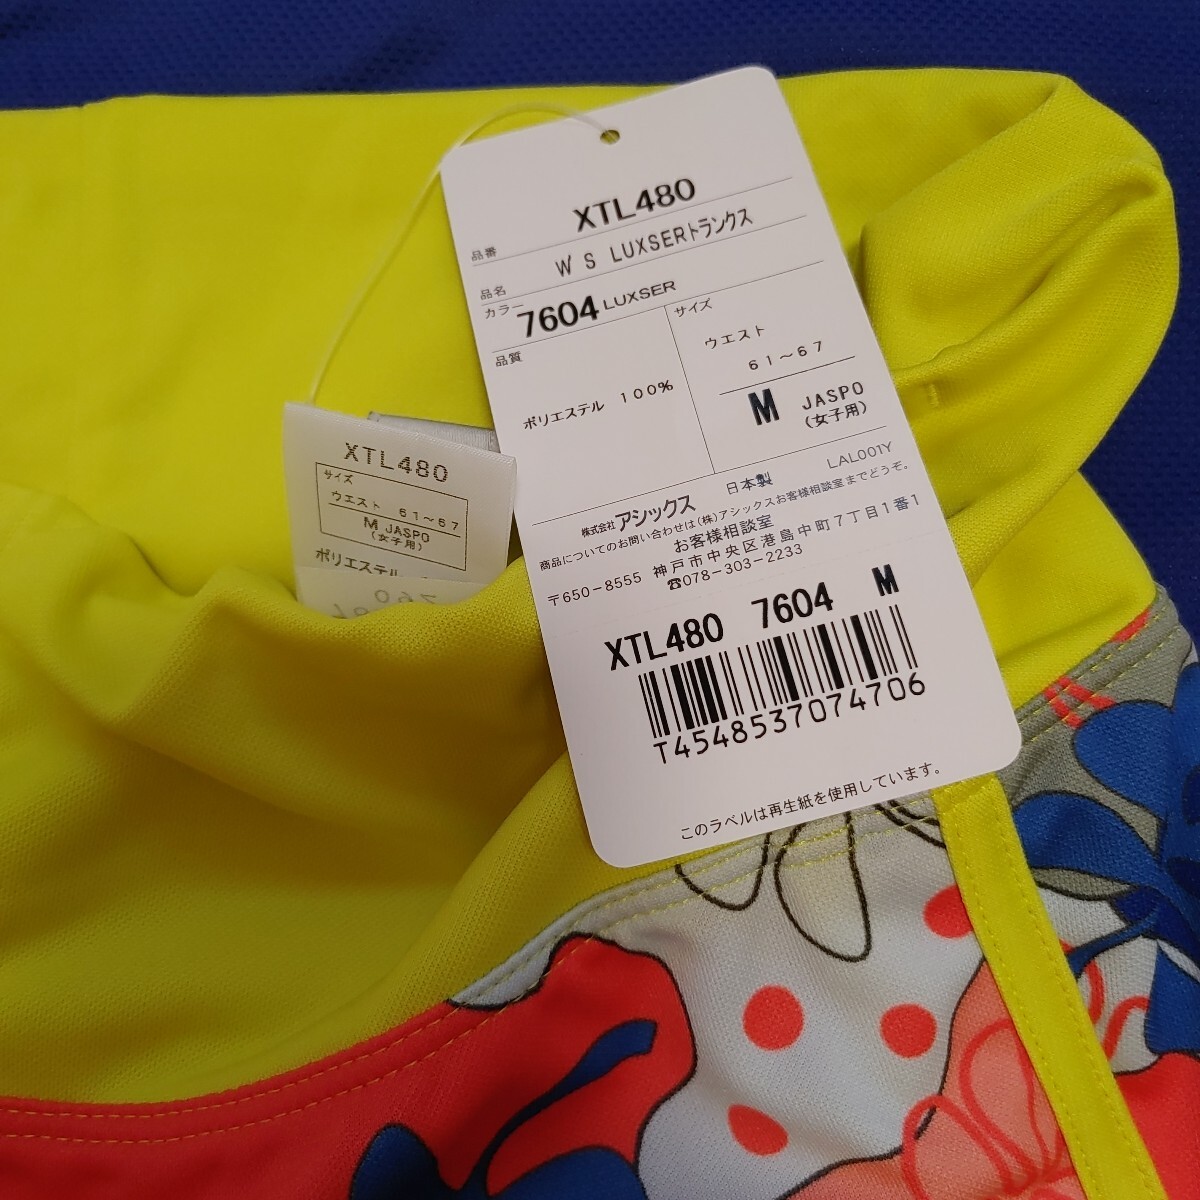 XTL480
品番
W'S LUXSERトランクス
品名
カラー
7604 LUXSER
品質
サイズ
ウエスト
61～67
ポリエステル 100%
M JASPO
(女子用)
LAL001Y
日本製
株式会社アシックス
商品についてのお問い合わせは(株)アシックスお客様相談室までどうぞ。
お客様相談室
〒650-8555 神戸市中央区港島中町7丁目1番1
☎078-303-2233
XTL480 7604 M
T4548537074706
このラベルは再生紙を使用しています。
XTL480
サイズ
ウエスト 61～67
M JASPO
(女子用)
ポリエステル